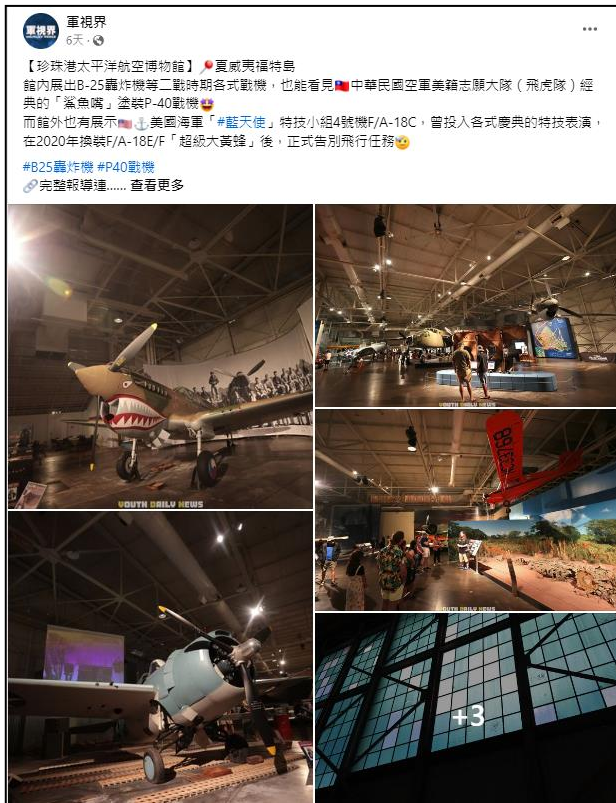 軍視界
軍視界
6天
【珍珠港太平洋航空博物館】📍夏威夷福特島
館內展出B-25轟炸機等二戰時期各式戰機，也能看見🇹🇼中華民國空軍美籍志願大隊（飛虎隊）經
典的「鯊魚嘴」塗裝P-40戰機🤩
而館外也有展示🇺🇸⚓美國海軍「#藍天使」特技小組4號機F/A-18C，曾投入各式慶典的特技表演，
在2020年換裝F/A-18E/F「超級大黃蜂」後，正式告別飛行任務🫡
#B25轟炸機 #P40戰機
🔗完整報導連...... 查看更多
YOUTH DAILY NEWS
YOUTH DAILY NEWS
YOUTH DAILY NEWS
+3